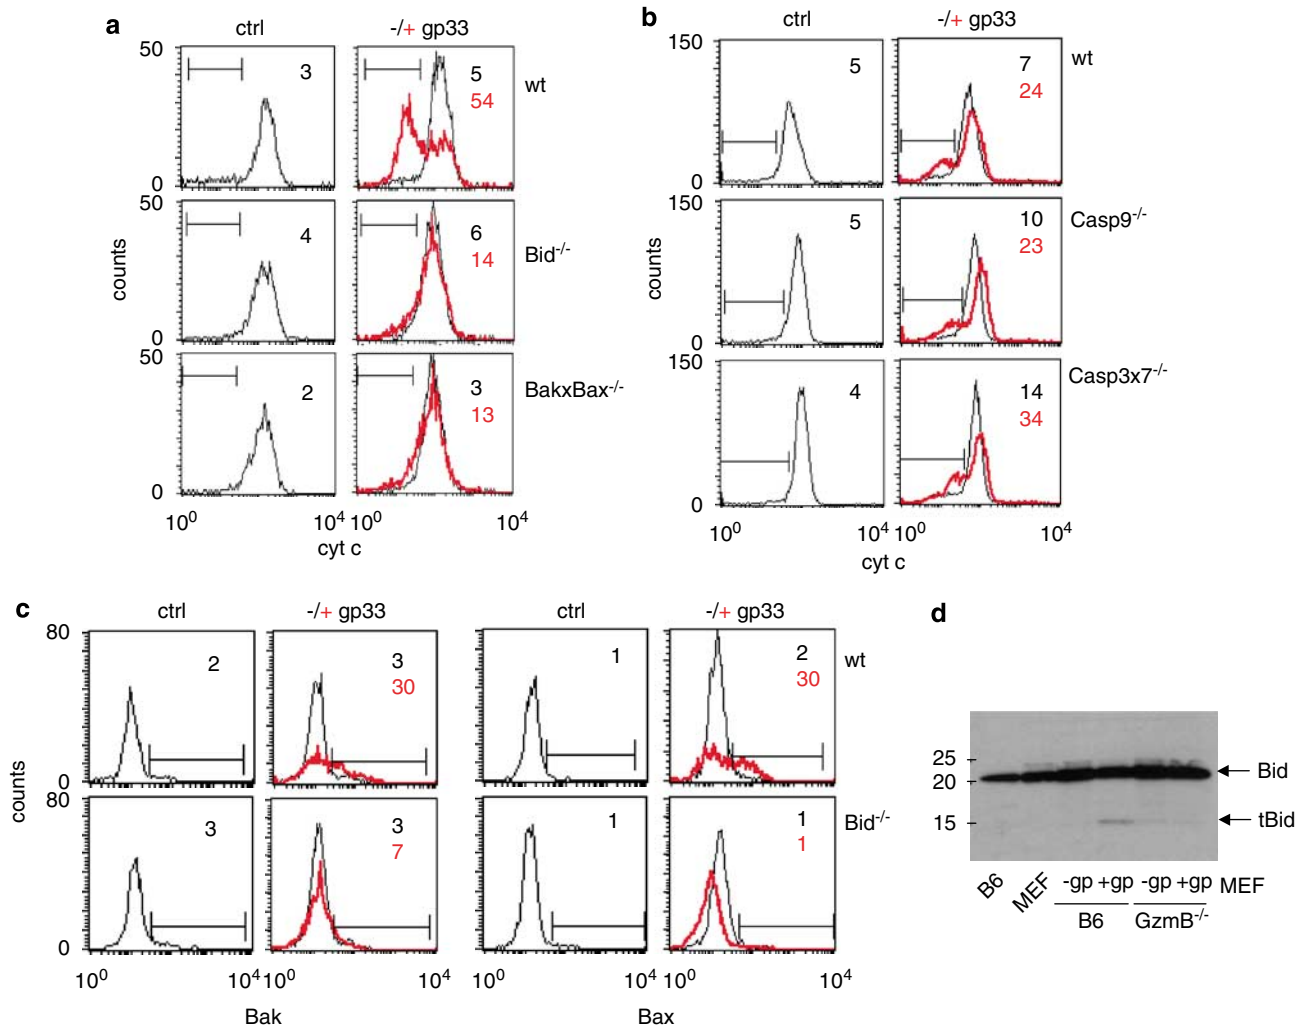 a
ctrl
-/+ gp33
50
3
5
54
wt
0
50
4
6
14
Bid-/-
0
50
2
3
13
BakxBax-/-
0
counts
10^0
10^4
10^0
10^4
cyt c
b
ctrl
-/+ gp33
150
5
7
24
wt
0
150
5
10
23
Casp9-/-
0
150
4
14
34
Casp3x7-/-
0
counts
10^0
10^4
10^0
10^4
cyt c
c
ctrl
-/+ gp33
ctrl
-/+ gp33
80
2
3
30
1
2
30
wt
0
80
3
3
7
1
1
1
Bid-/-
0
counts
10^0
10^4
10^0
10^4
10^0
10^4
10^0
10^4
Bak
Bax
d
25
20
15
Bid
tBid
B6
MEF
-gp +gp -gp +gp MEF
B6 GzmB-/-